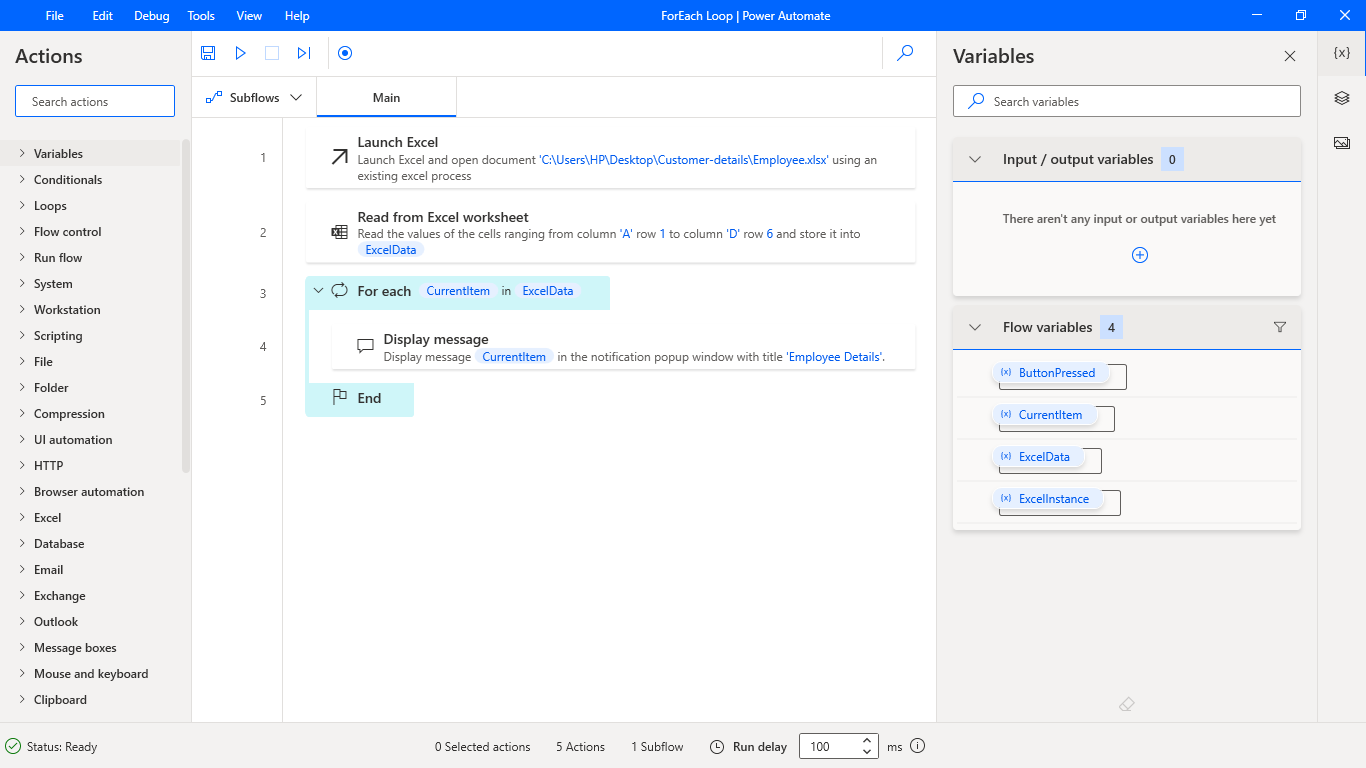 File Edit Debug Tools View Help ForEach Loop | Power Automate
Actions
Search actions
Variables
Conditionals
Loops
Flow control
Run flow
System
Workstation
Scripting
File
Folder
Compression
UI automation
HTTP
Browser automation
Excel
Database
Email
Exchange
Outlook
Message boxes
Mouse and keyboard
Clipboard
Subflows Main
1 Launch Excel
Launch Excel and open document 'C:\Users\HP\Desktop\Customer-details\Employee.xlsx' using an
existing excel process
2 Read from Excel worksheet
Read the values of the cells ranging from column 'A' row 1 to column 'D' row 6 and store it into
ExcelData
3 For each CurrentItem in ExcelData
4 Display message
Display message CurrentItem in the notification popup window with title 'Employee Details'.
5 End
Variables
{x}
Search variables
Input / output variables 0
There aren't any input or output variables here yet
Flow variables 4
(x) ButtonPressed
(x) CurrentItem
(x) ExcelData
(x) ExcelInstance
Status: Ready 0 Selected actions 5 Actions 1 Subflow Run delay 100 ms